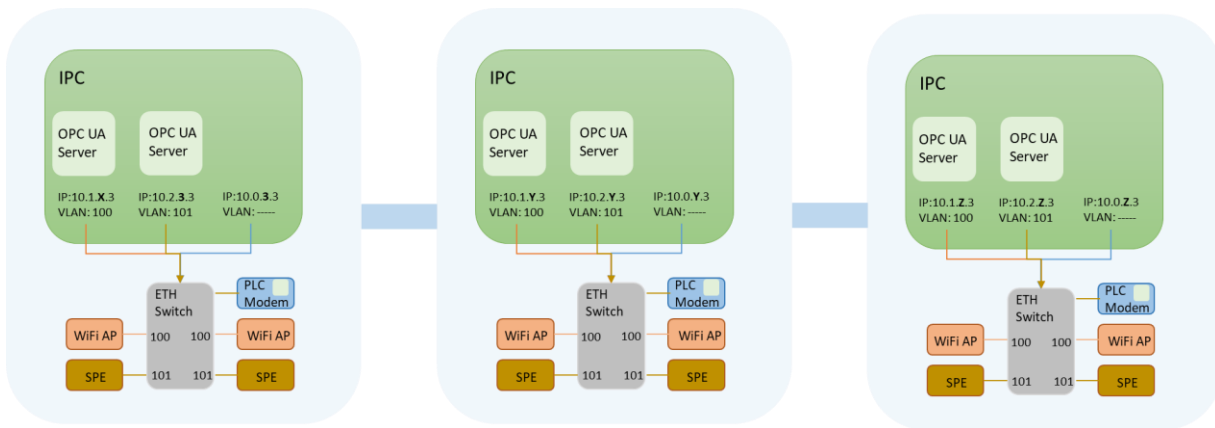 IPC
OPC UA
Server
OPC UA
Server
IP:10.1.X.3
VLAN: 100
IP:10.2.3.3
VLAN: 101
IP:10.0.3.3
VLAN: -----
ETH
Switch
PLC
Modem
WiFi AP
100
100
WiFi AP
SPE
101
101
SPE
IPC
OPC UA
Server
OPC UA
Server
IP:10.1.Y.3
VLAN: 100
IP:10.2.Y.3
VLAN: 101
IP:10.0.Y.3
VLAN: -----
ETH
Switch
PLC
Modem
WiFi AP
100
100
WiFi AP
SPE
101
101
SPE
IPC
OPC UA
Server
OPC UA
Server
IP:10.1.Z.3
VLAN: 100
IP:10.2.Z.3
VLAN: 101
IP:10.0.Z.3
VLAN: -----
ETH
Switch
PLC
Modem
WiFi AP
100
100
WiFi AP
SPE
101
101
SPE